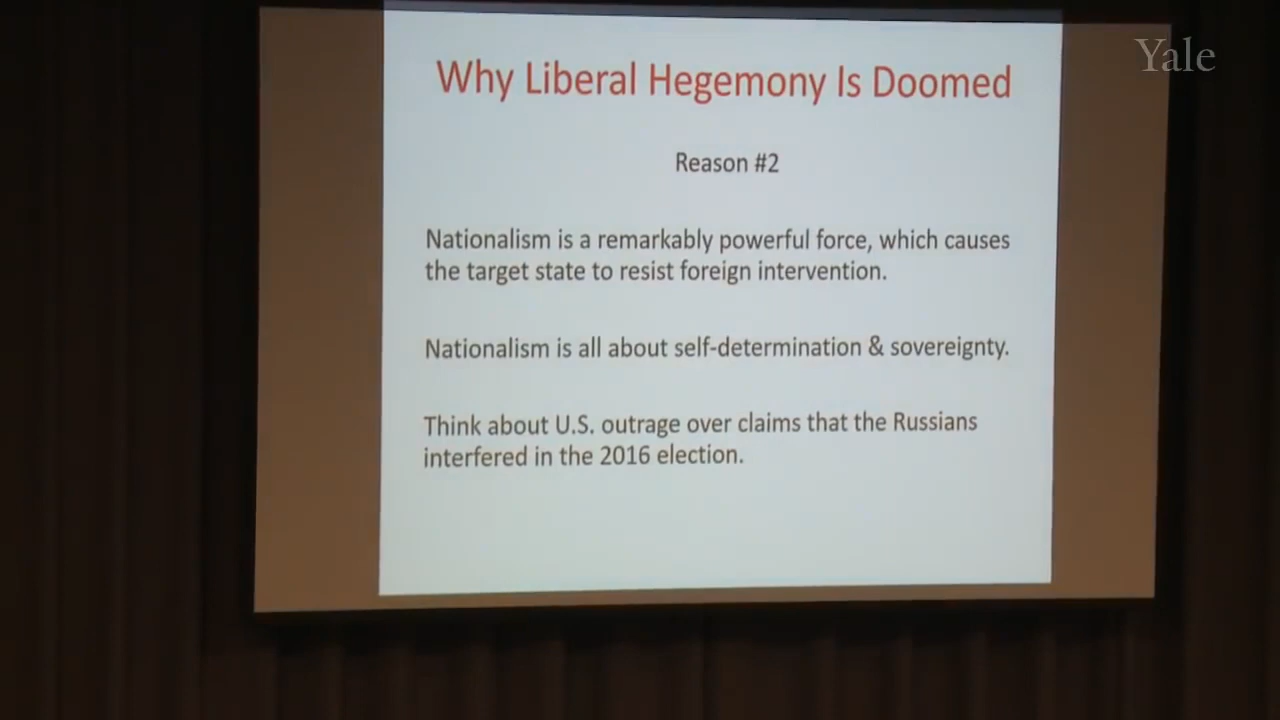 Yale
Why Liberal Hegemony Is Doomed
Reason #2
Nationalism is a remarkably powerful force, which causes
the target state to resist foreign intervention.
Nationalism is all about self-determination & sovereignty.
Think about U.S. outrage over claims that the Russians
interfered in the 2016 election.